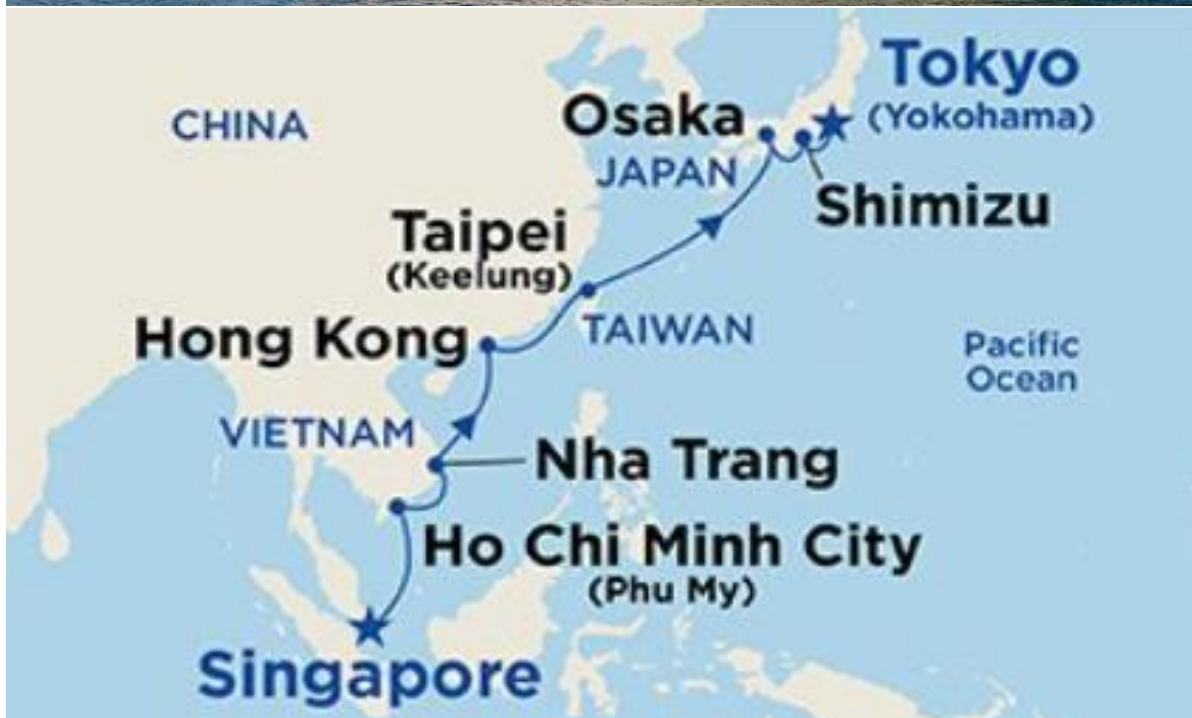 Tokyo
(Yokohama)
Osaka
CHINA
JAPAN
Shimizu
Taipei
(Keelung)
TAIWAN
Hong Kong
Pacific
Ocean
VIETNAM
Nha Trang
Ho Chi Minh City
(Phu My)
Singapore